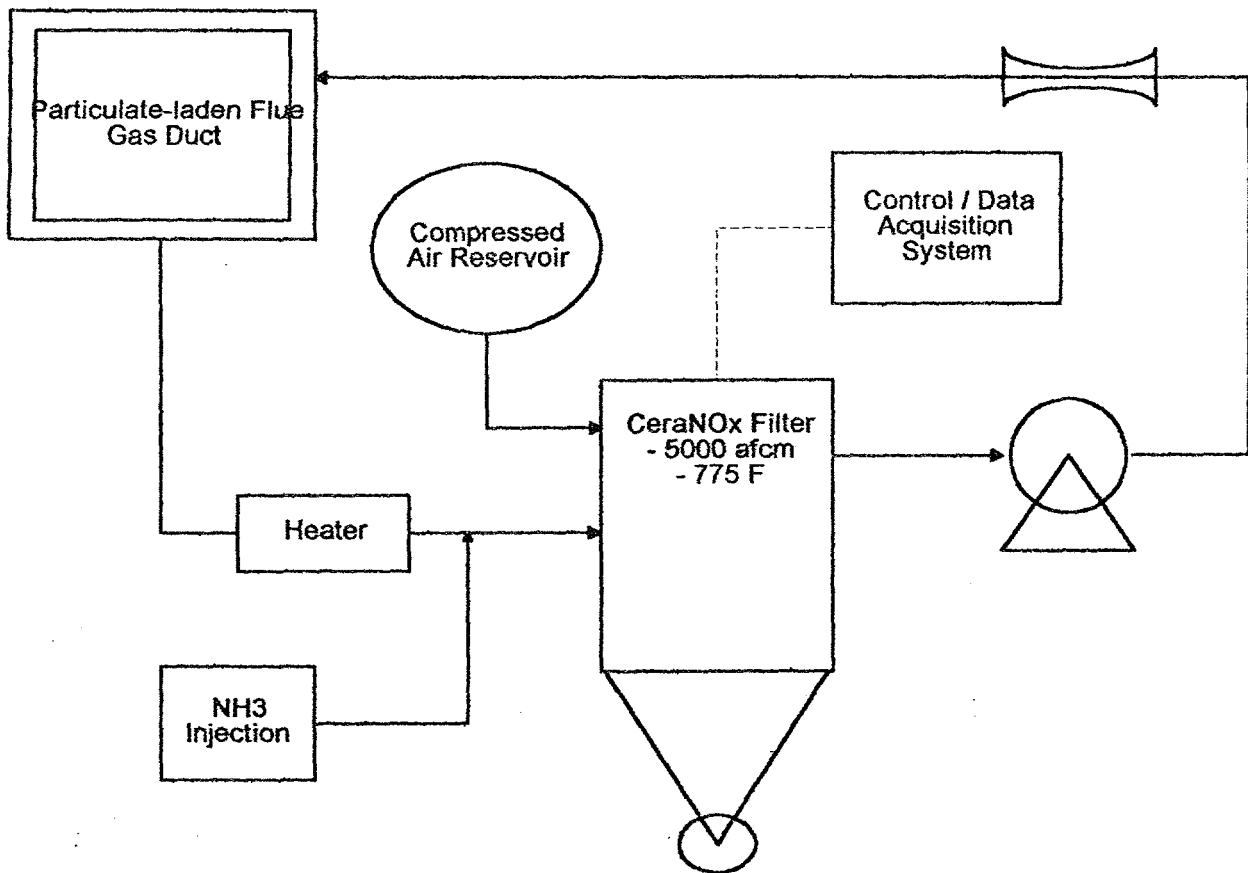 Particulate-laden Flue
Gas Duct
Compressed
Air Reservoir
Control / Data
Acquisition
System
CeraNOx Filter
- 5000 afcm
- 775 F
Heater
NH3
Injection